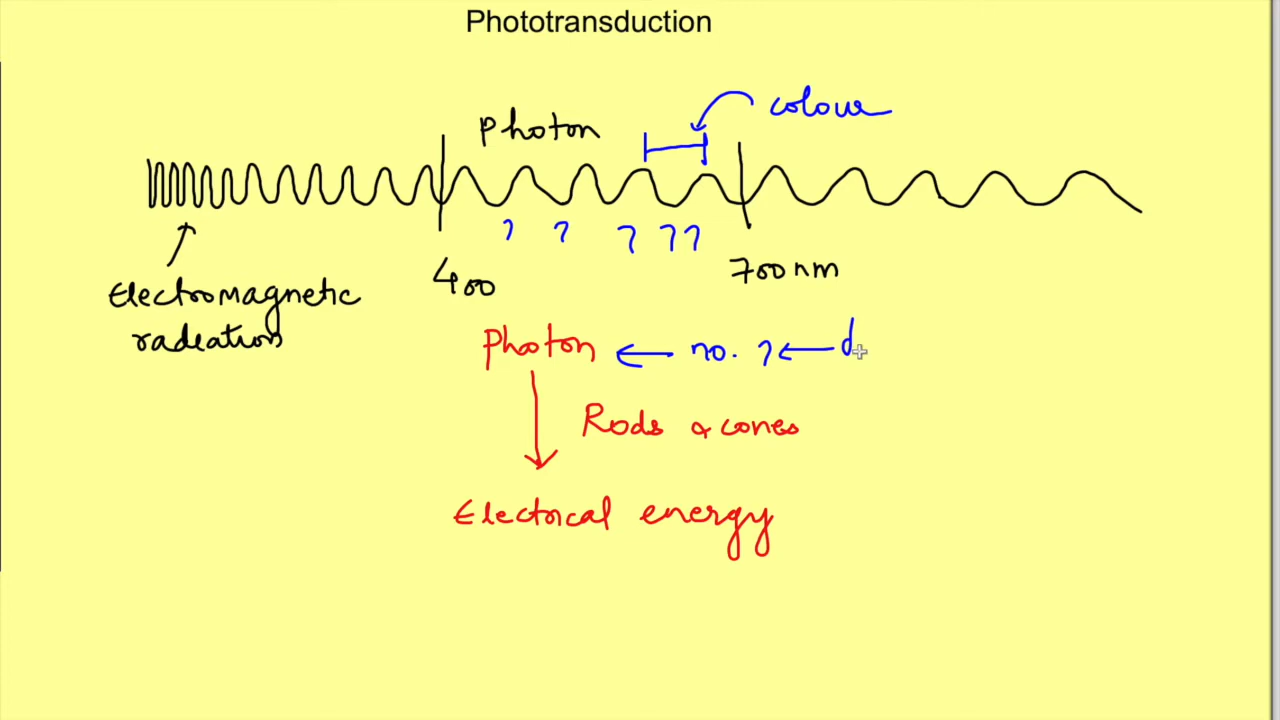 Phototransduction
colour
Photon
? ? ? ? ?
400
700nm
Electromagnetic
radeation
Photon ← no. ? ← d
Rods & cones
Electrical energy